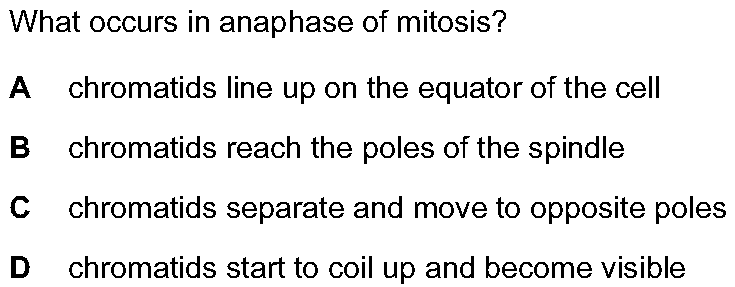 What occurs in anaphase of mitosis?
A chromatids line up on the equator of the cell
B chromatids reach the poles of the spindle
C chromatids separate and move to opposite poles
D chromatids start to coil up and become visible